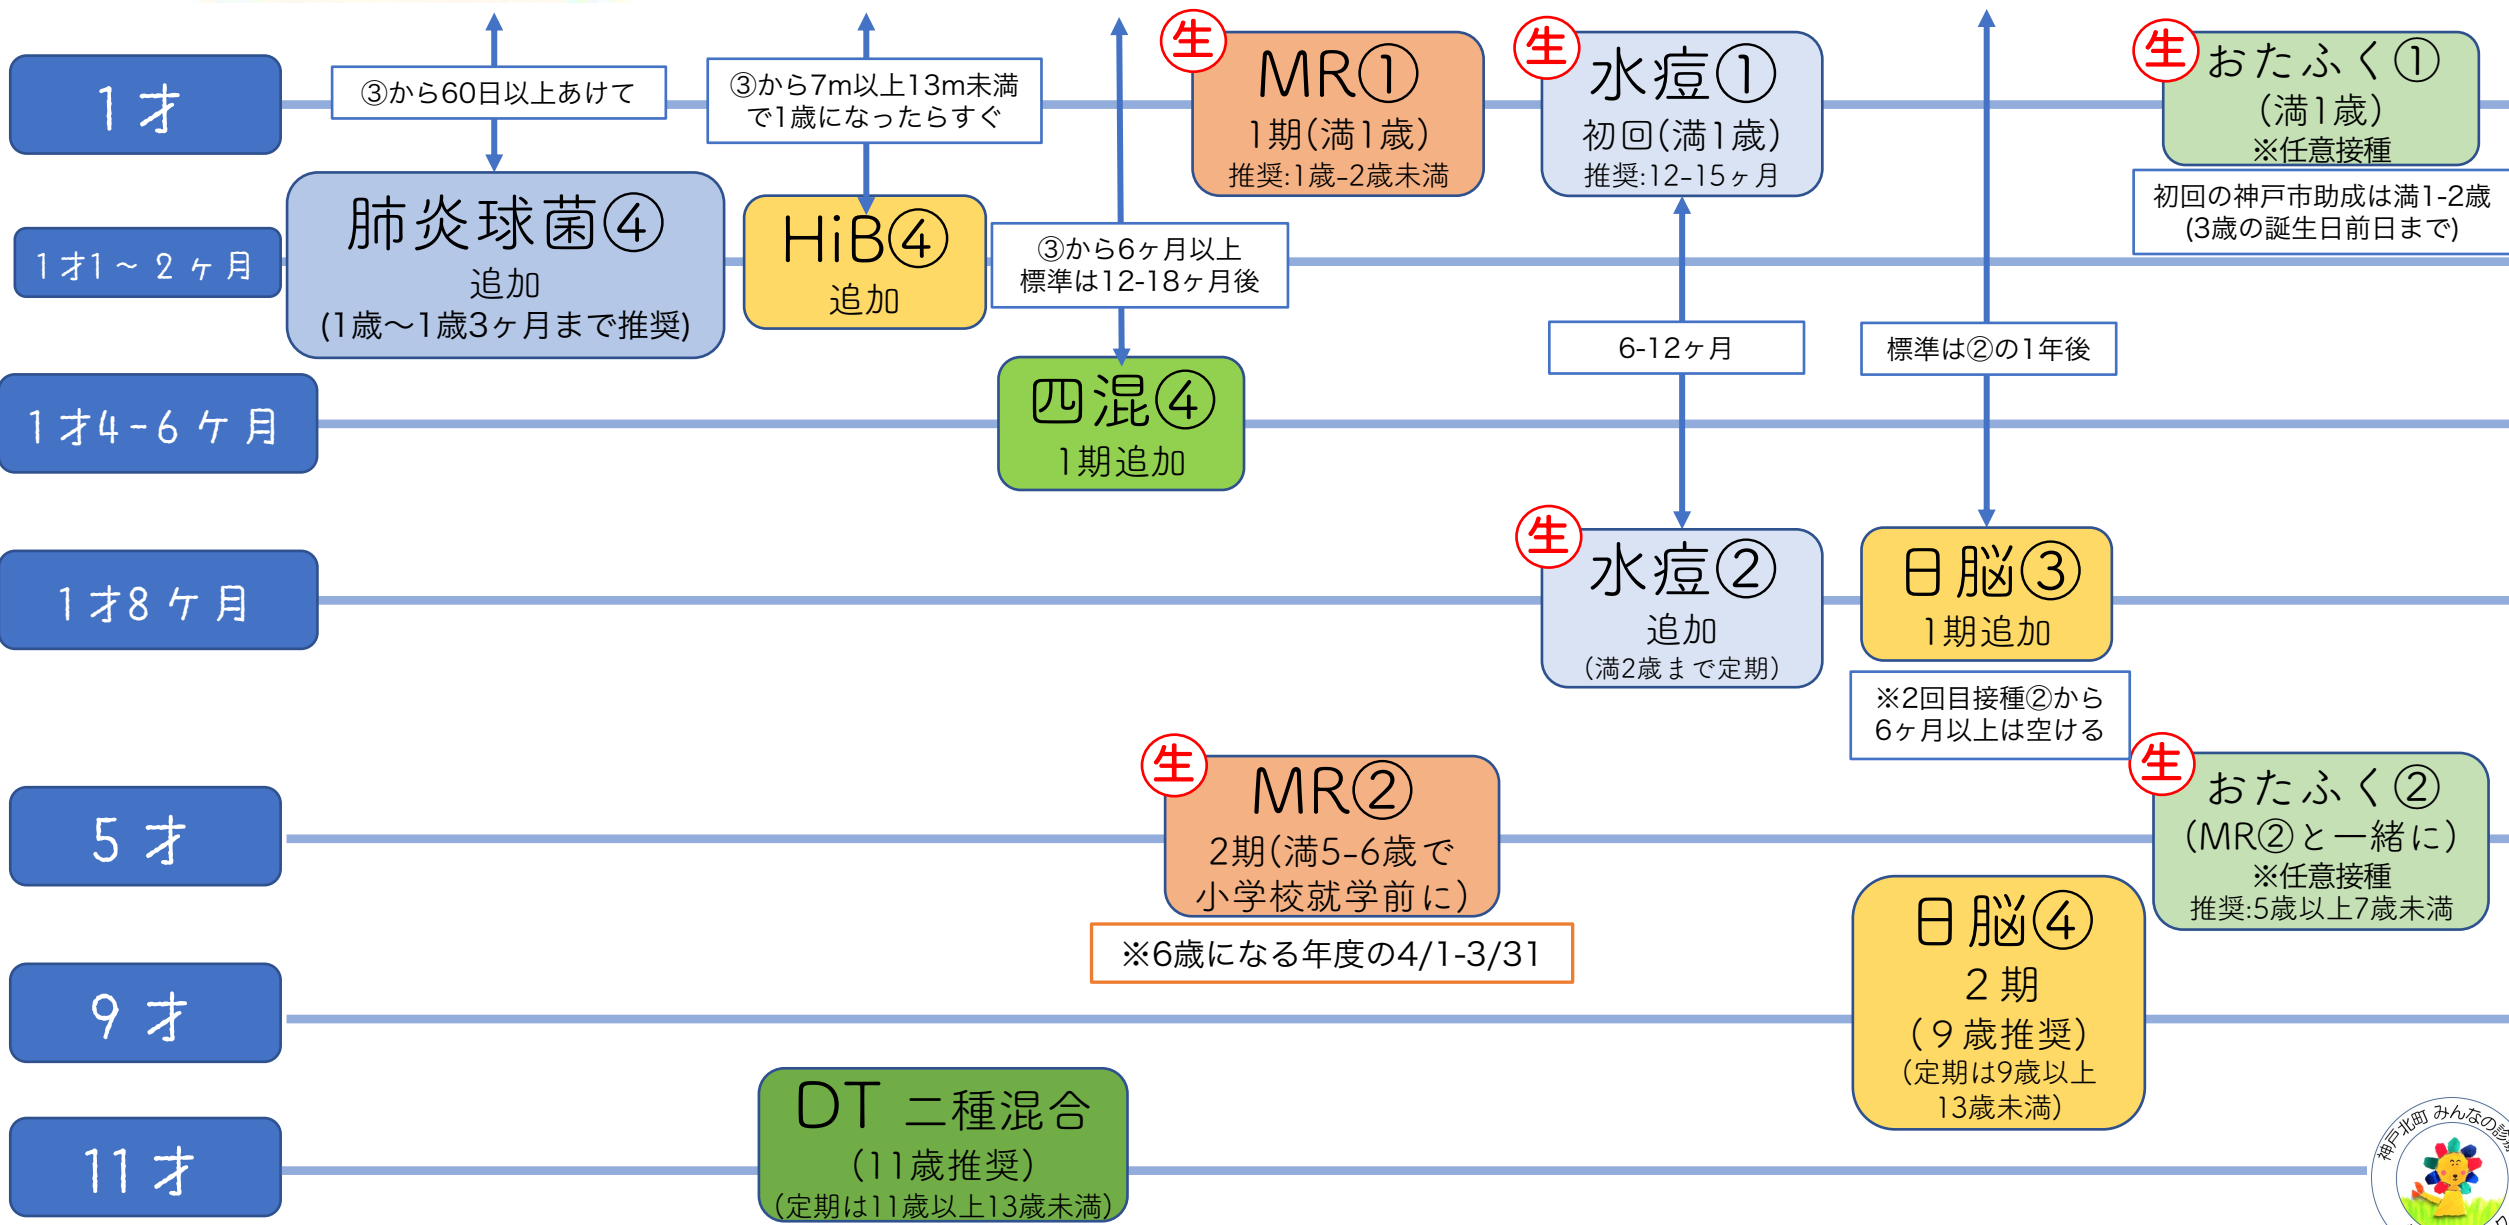 1才
③から60日以上あけて
③から7m以上13m未満
で1歳になったらすぐ
生
MR①
1期(満1歳)
推奨:1歳-2歳未満
生
水痘①
初回(満1歳)
推奨:12-15ヶ月
生
おたふく①
(満1歳)
※任意接種
初回の神戸市助成は満1-2歳
(3歳の誕生日前日まで)
1才1~2ヶ月
肺炎球菌④
追加
(1歳〜1歳3ヶ月まで推奨)
HiB④
追加
③から6ヶ月以上
標準は12-18ヶ月後
6-12ヶ月
標準は②の1年後
1才4-6ケ月
四混④
1期追加
1才8ケ月
生
水痘②
追加
(満2歳まで定期)
日脳③
1期追加
※2回目接種②から
6ヶ月以上は空ける
5才
生
MR②
2期(満5-6歳で
小学校就学前に)
※6歳になる年度の4/1-3/31
生
おたふく②
(MR②と一緒に)
※任意接種
推奨:5歳以上7歳未満
9才
日脳④
2期
(9歳推奨)
(定期は9歳以上
13歳未満)
11才
DT 二種混合
(11歳推奨)
(定期は11歳以上13歳未満)
神戸北町 みんなの診